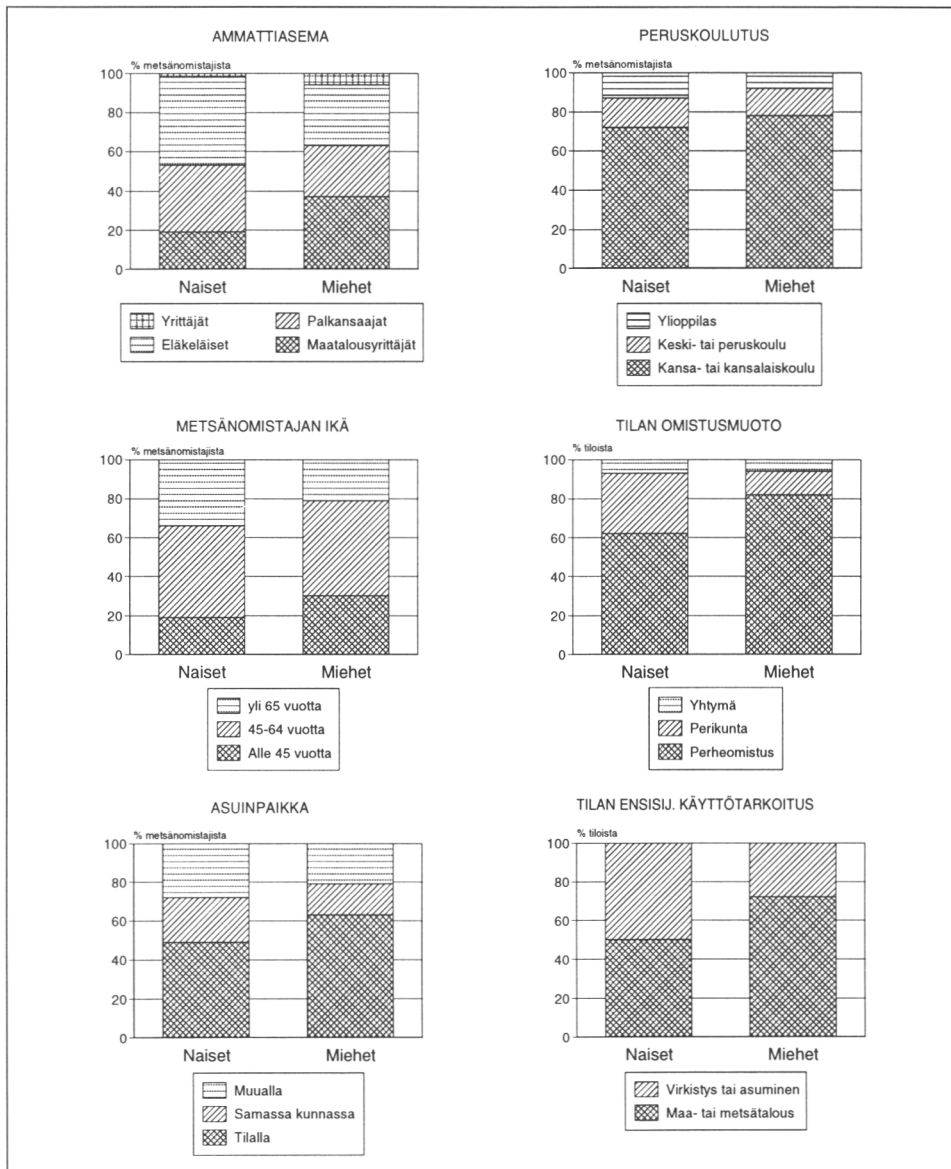 AMMATTIASEMA
% metsänomistajista
100
80
60
40
20
0
Naiset Miehet
Yrittäjät Palkansaajat
Eläkeläiset Maatalousyrittäjät
PERUSKOULUTUS
% metsänomistajista
100
80
60
40
20
0
Naiset Miehet
Ylioppilas
Keski- tai peruskoulu
Kansa- tai kansalaiskoulu
METSÄNOMISTAJAN IKÄ
% metsänomistajista
100
80
60
40
20
0
Naiset Miehet
yli 65 vuotta
45-64 vuotta
Alle 45 vuotta
TILAN OMISTUSMUOTO
% tiloista
100
80
60
40
20
0
Naiset Miehet
Yhtymä
Perikunta
Perheomistus
ASUINPAIKKA
% metsänomistajista
100
80
60
40
20
0
Naiset Miehet
Muualla
Samassa kunnassa
Tilalla
TILAN ENSISIJ. KÄYTTÖTARKOITUS
% tiloista
100
80
60
40
20
0
Naiset Miehet
Virkistys tai asuminen
Maa- tai metsätalous